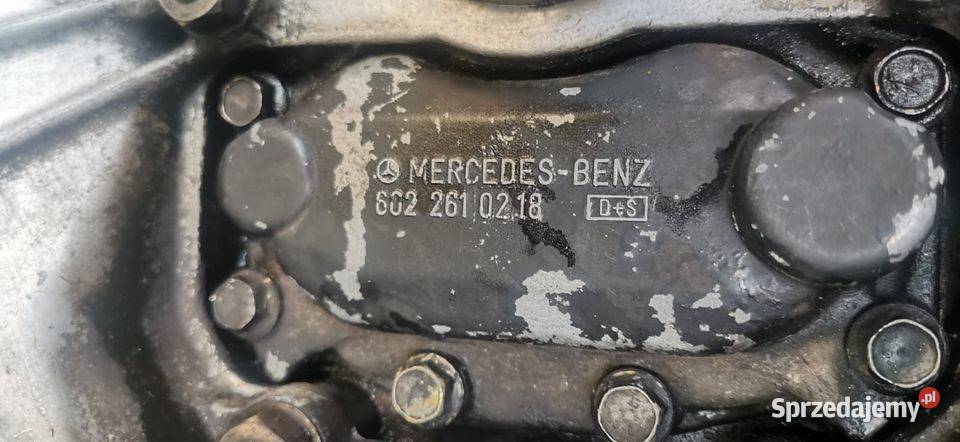 MERCEDES-BENZ
602 261 02 18 D+S
Sprzedajemy.pl